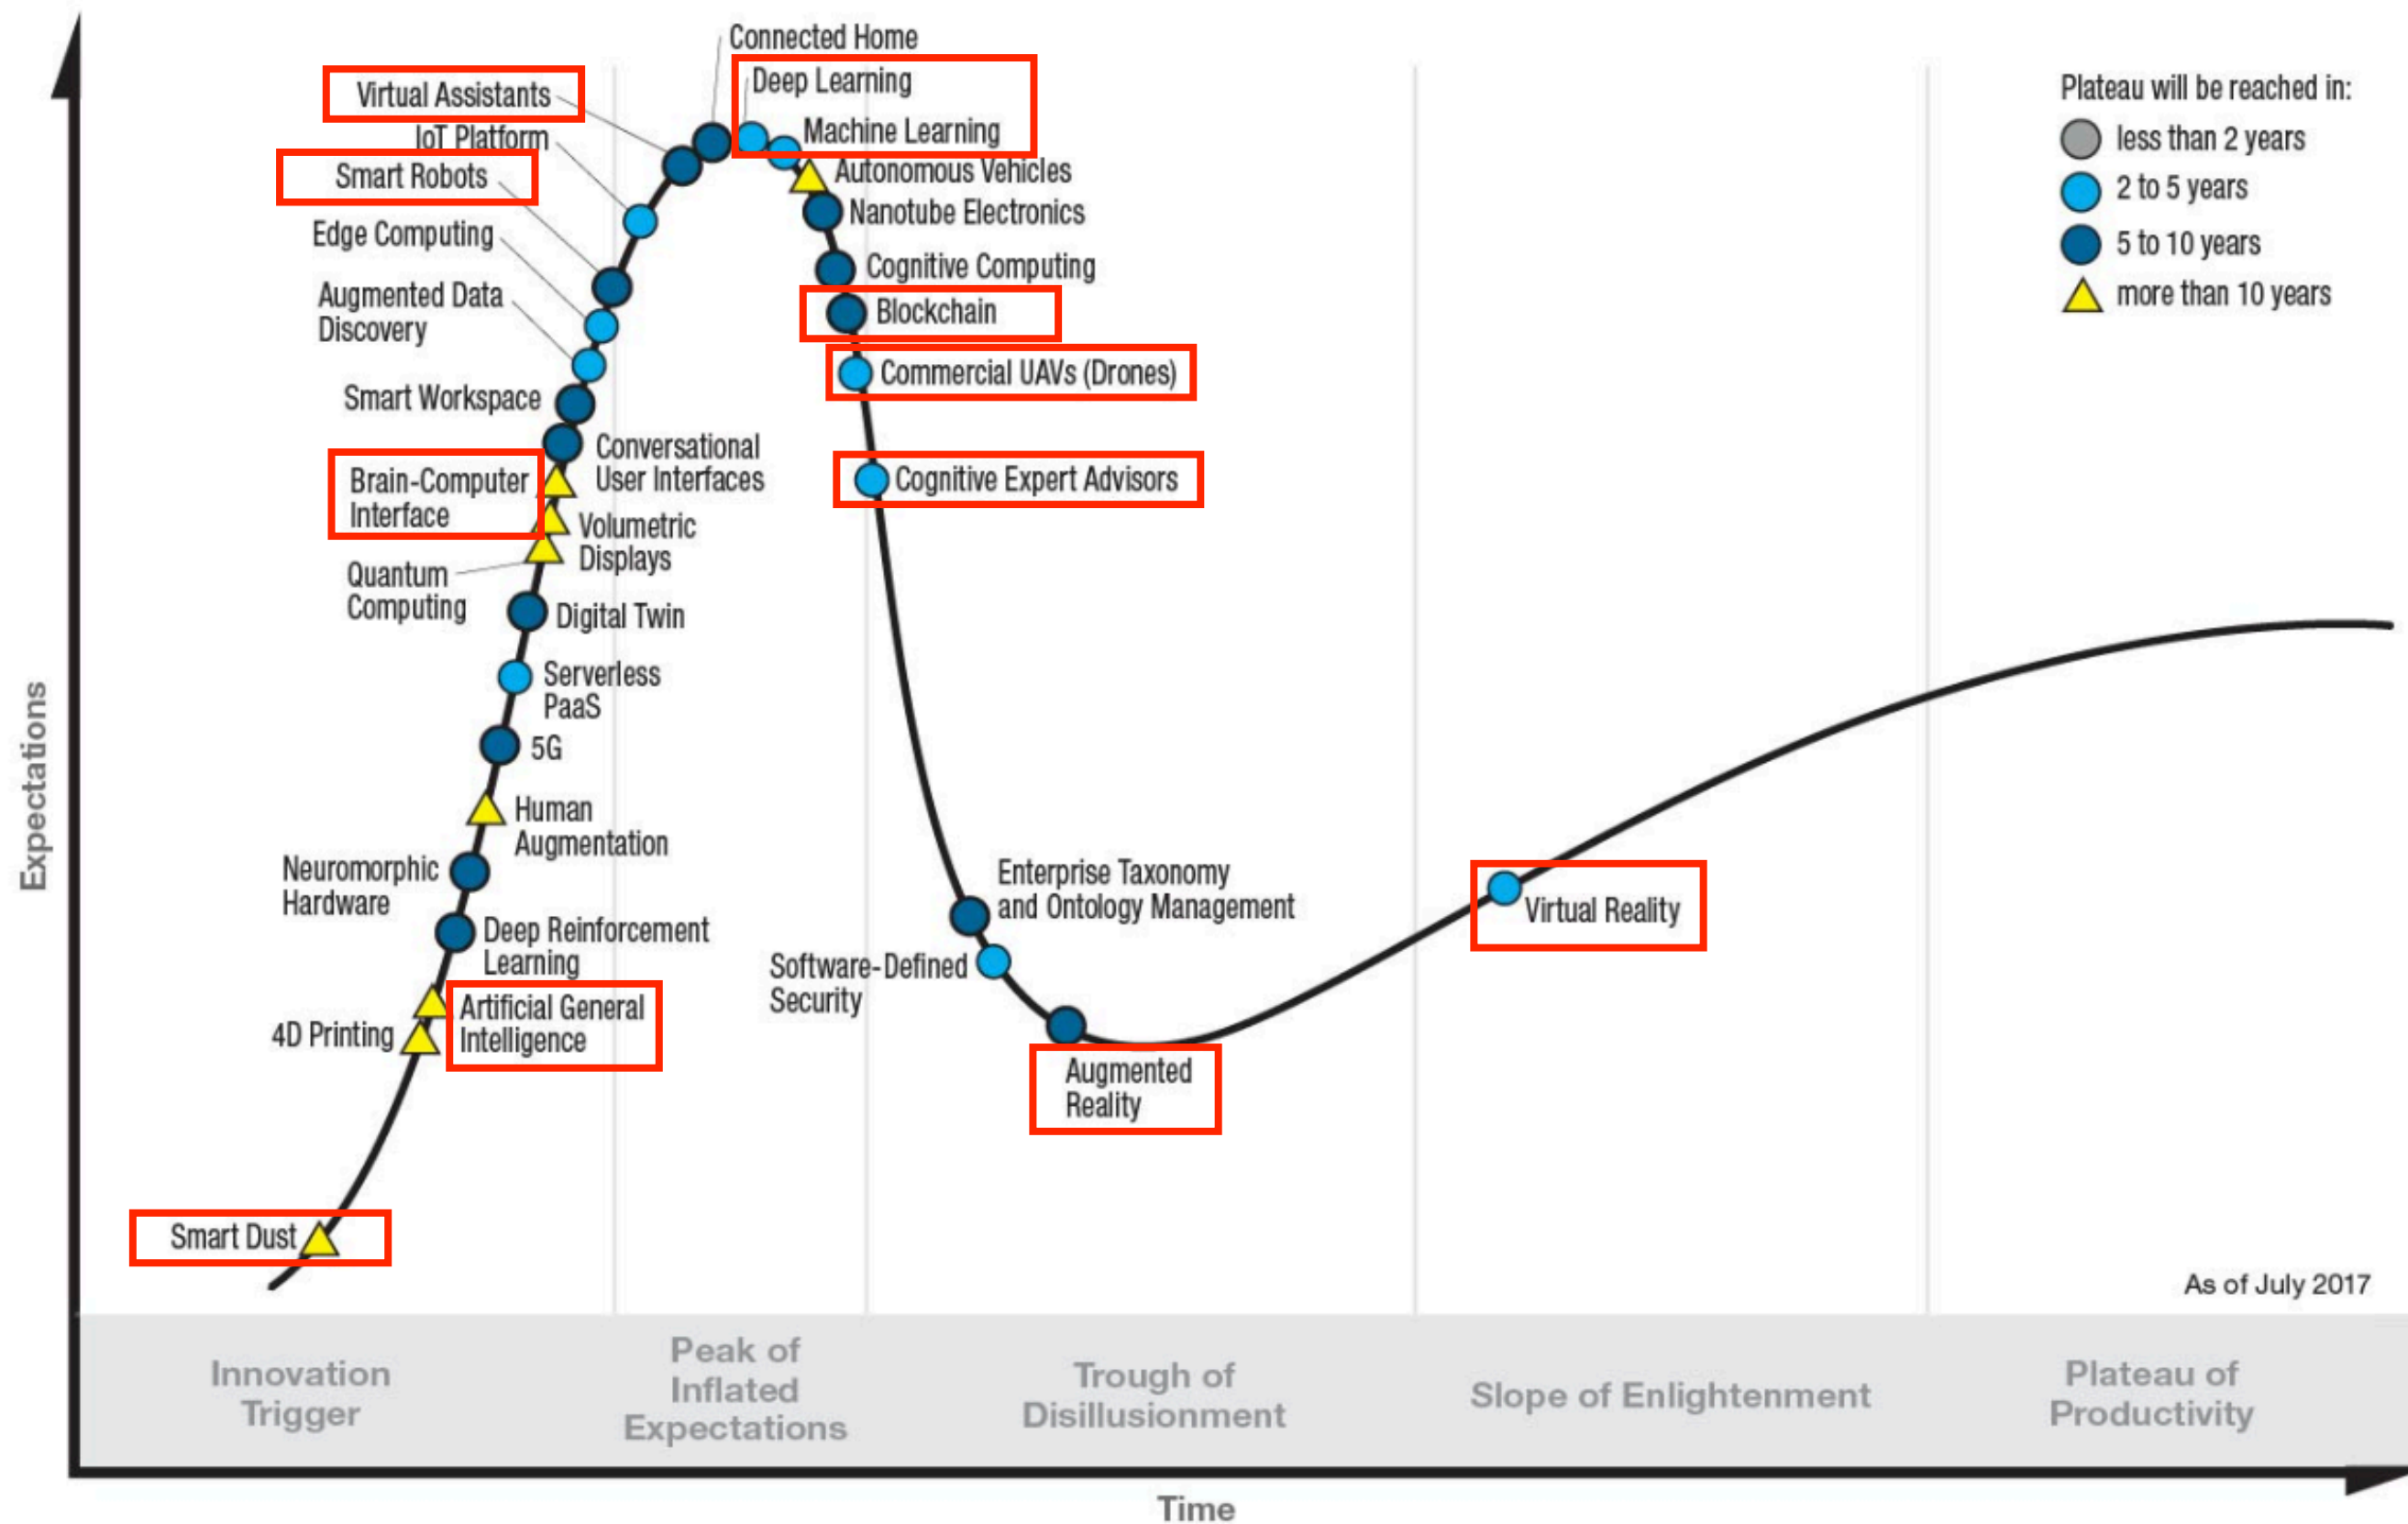 Connected Home
Deep Learning
Virtual Assistants
Machine Learning
IoT Platform
Autonomous Vehicles
Smart Robots
Nanotube Electronics
Edge Computing
Cognitive Computing
Augmented Data
Discovery
Blockchain
Commercial UAVs (Drones)
Smart Workspace
Conversational
User Interfaces
Brain-Computer
Interface
Cognitive Expert Advisors
Volumetric
Displays
Quantum
Computing
Digital Twin
Serverless
PaaS
5G
Human
Augmentation
Neuromorphic
Hardware
Deep Reinforcement
Learning
Artificial General
Intelligence
4D Printing
Smart Dust
Enterprise Taxonomy
and Ontology Management
Software-Defined
Security
Augmented
Reality
Virtual Reality
Plateau will be reached in:
less than 2 years
2 to 5 years
5 to 10 years
more than 10 years
As of July 2017
Expectations
Innovation
Trigger
Peak of
Inflated
Expectations
Trough of
Disillusionment
Slope of Enlightenment
Plateau of
Productivity
Time